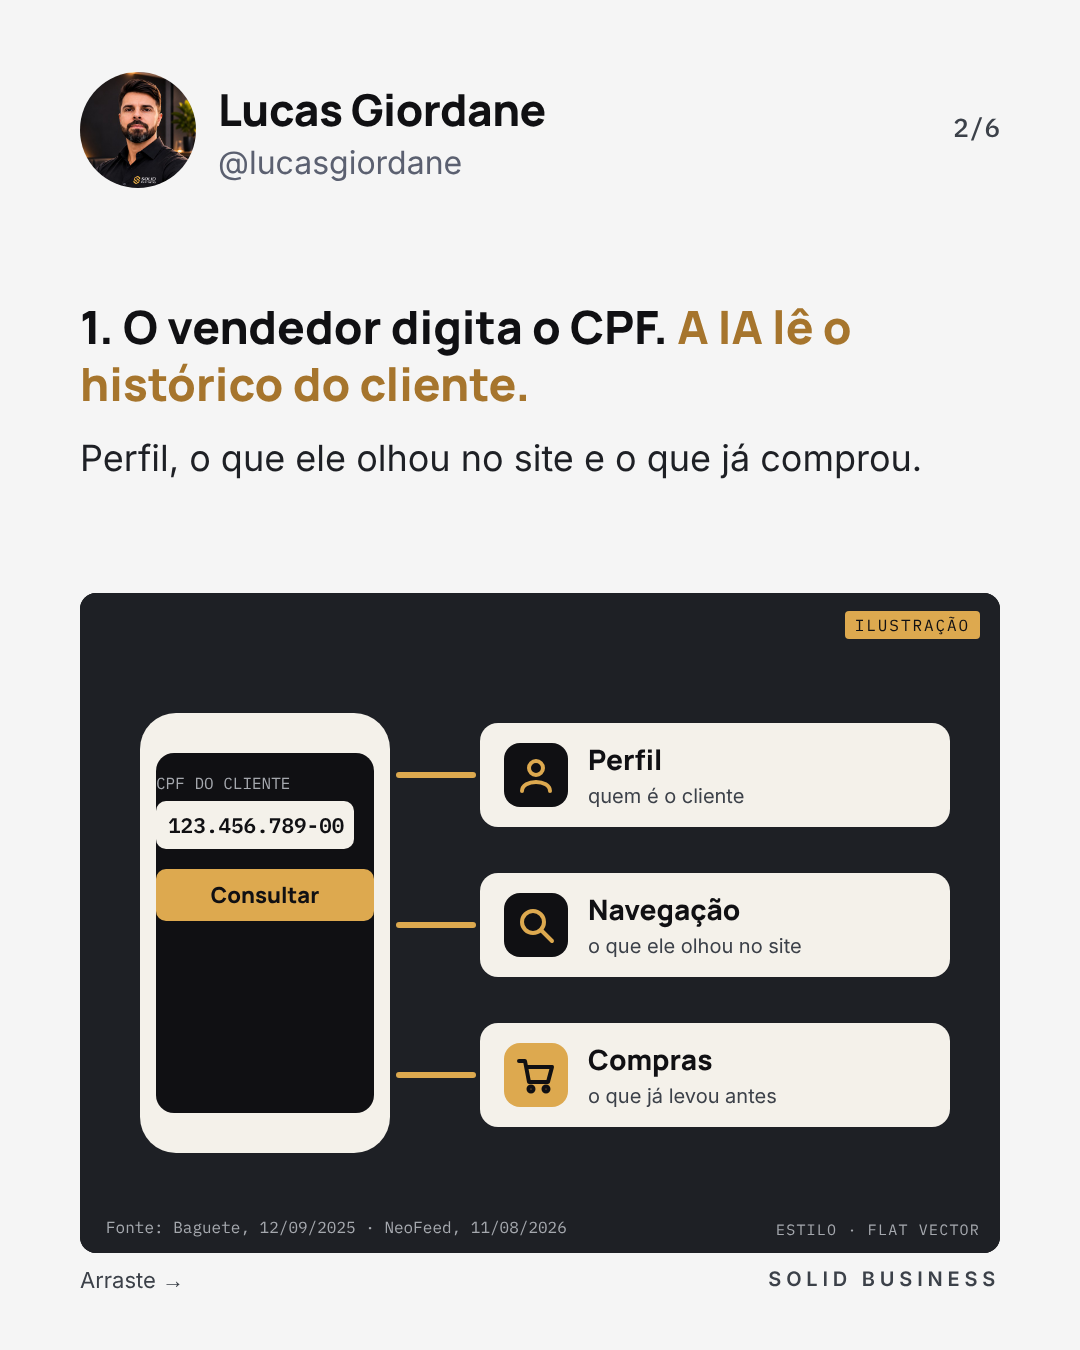 Lucas Giordane
@lucasgiordane
2/6
1. O vendedor digita o CPF. A IA lê o
histórico do cliente.
Perfil, o que ele olhou no site e o que já comprou.
ILUSTRAÇÃO
CPF DO CLIENTE
123.456.789-00
Consultar
Perfil
quem é o cliente
Navegação
o que ele olhou no site
Compras
o que já levou antes
Fonte: Baguete, 12/09/2025 · NeoFeed, 11/08/2026
ESTILO · FLAT VECTOR
Arraste →
SOLID BUSINESS